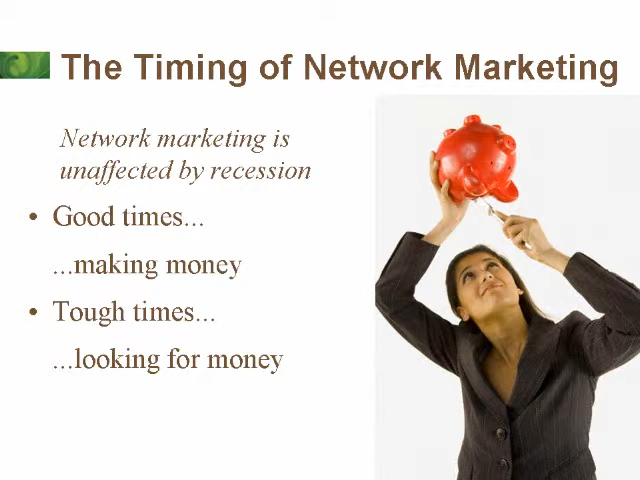 The Timing of Network Marketing
Network marketing is
unaffected by recession
• Good times...
...making money
• Tough times...
...looking for money